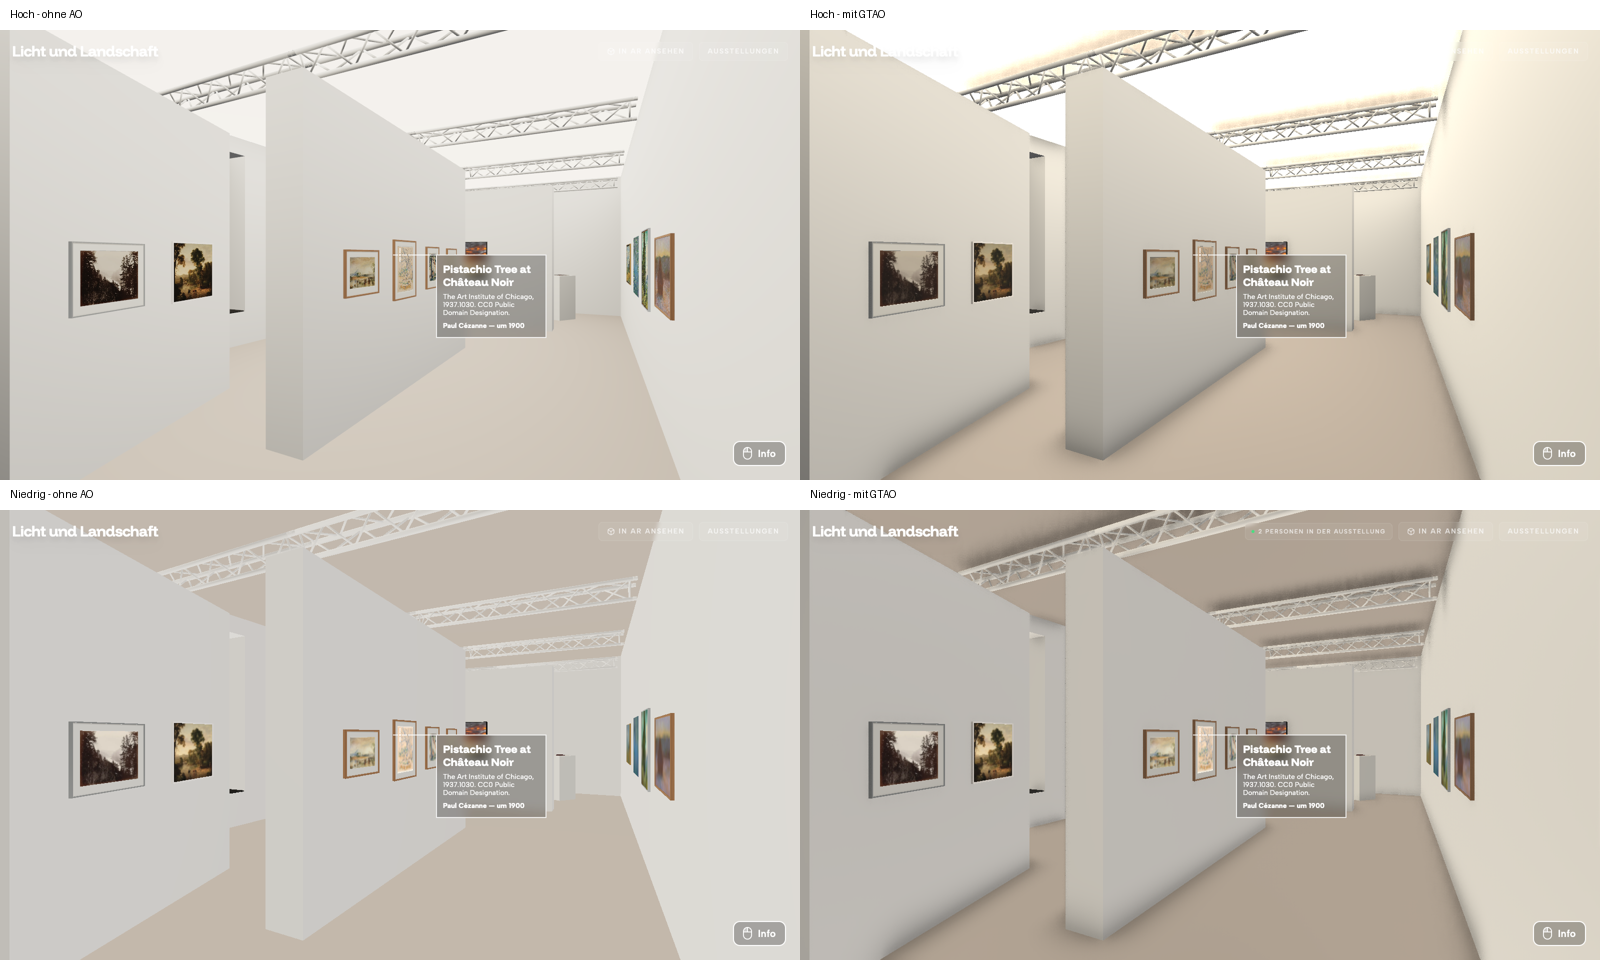 Hoch - ohne AO
Licht und Landschaft
IN AR ANSEHEN
AUSSTELLUNGEN
Pistachio Tree at
Château Noir
The Art Institute of Chicago,
1937.1030. CC0 Public
Domain Designation.
Paul Cézanne — um 1900
Info
Hoch - mit GTAO
Licht und Landschaft
AUSSTELLUNGEN
Pistachio Tree at
Château Noir
The Art Institute of Chicago,
1937.1030. CC0 Public
Domain Designation.
Paul Cézanne — um 1900
Info
Niedrig - ohne AO
Licht und Landschaft
IN AR ANSEHEN
AUSSTELLUNGEN
Pistachio Tree at
Château Noir
The Art Institute of Chicago,
1937.1030. CC0 Public
Domain Designation.
Paul Cézanne — um 1900
Info
Niedrig - mit GTAO
Licht und Landschaft
2 PERSONEN IN DER AUSSTELLUNG
IN AR ANSEHEN
AUSSTELLUNGEN
Pistachio Tree at
Château Noir
The Art Institute of Chicago,
1937.1030. CC0 Public
Domain Designation.
Paul Cézanne — um 1900
Info